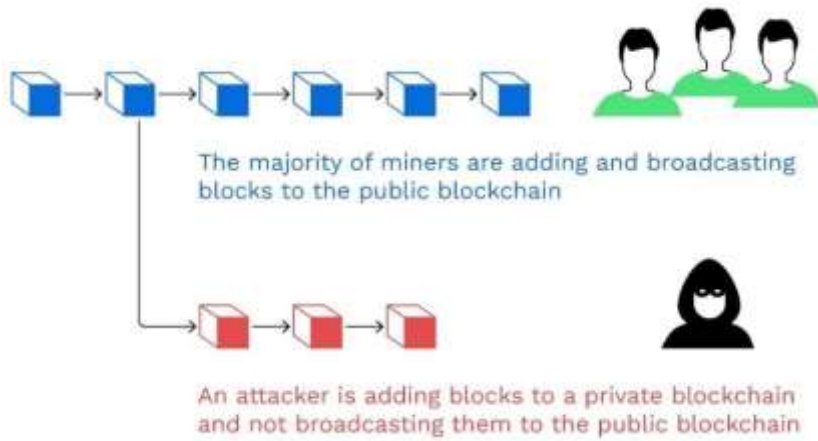 The majority of miners are adding and broadcasting
blocks to the public blockchain
An attacker is adding blocks to a private blockchain
and not broadcasting them to the public blockchain